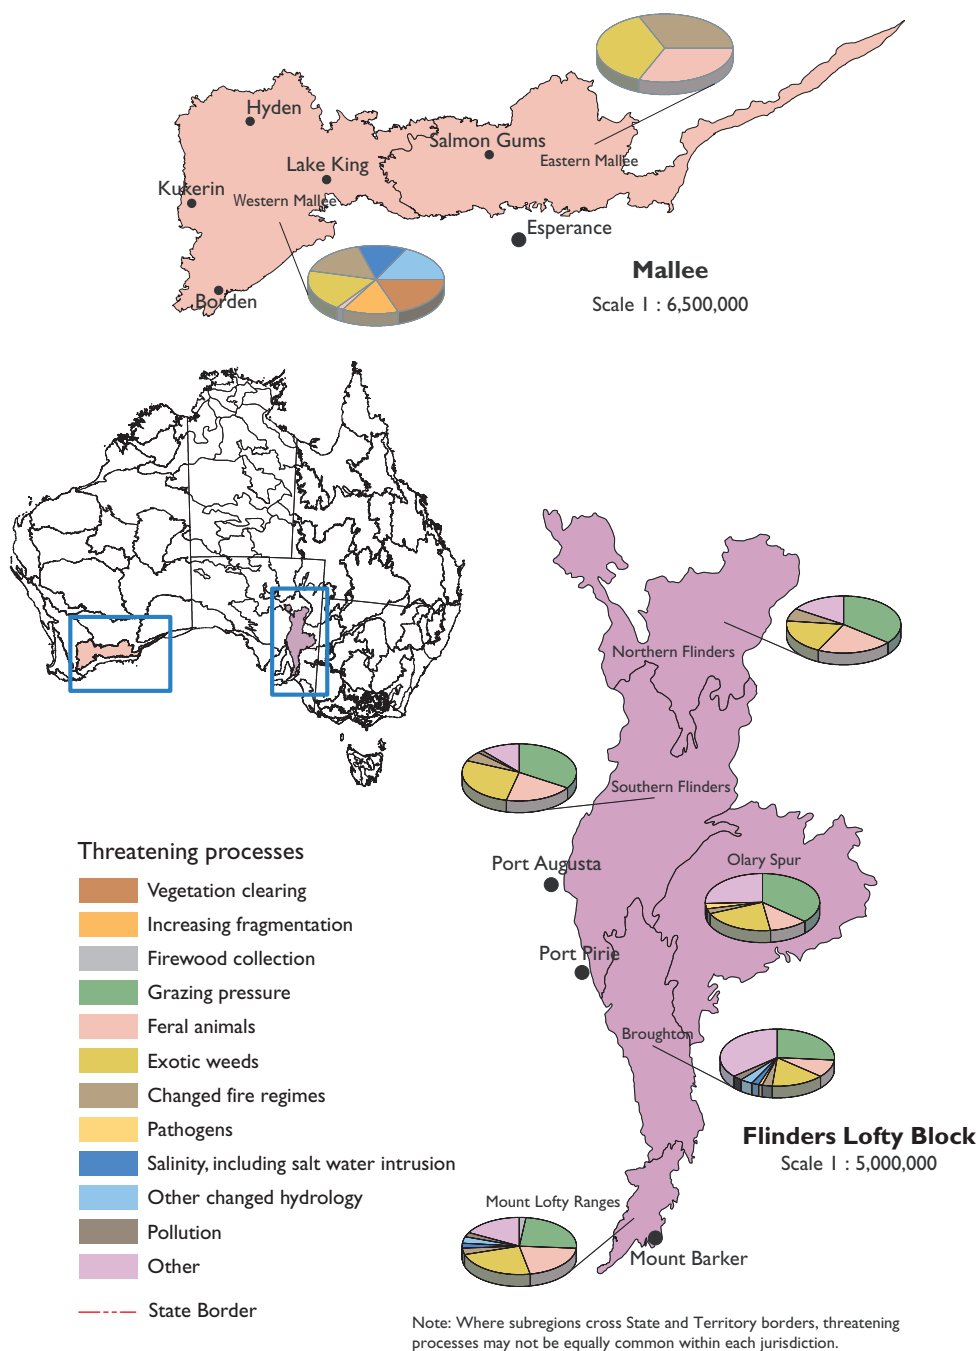 Hyden
Salmon Gums
Eastern Mallee
Lake King
Kukerin
Western Mallee
Esperance
Borden
Mallee
Scale 1 : 6,500,000
Northern Flinders
Southern Flinders
Port Augusta
Olary Spur
Port Pirie
Broughton
Flinders Lofty Block
Scale 1 : 5,000,000
Mount Lofty Ranges
Mount Barker
Threatening processes
Vegetation clearing
Increasing fragmentation
Firewood collection
Grazing pressure
Feral animals
Exotic weeds
Changed fire regimes
Pathogens
Salinity, including salt water intrusion
Other changed hydrology
Pollution
Other
State Border
Note: Where subregions cross State and Territory borders, threatening
processes may not be equally common within each jurisdiction.